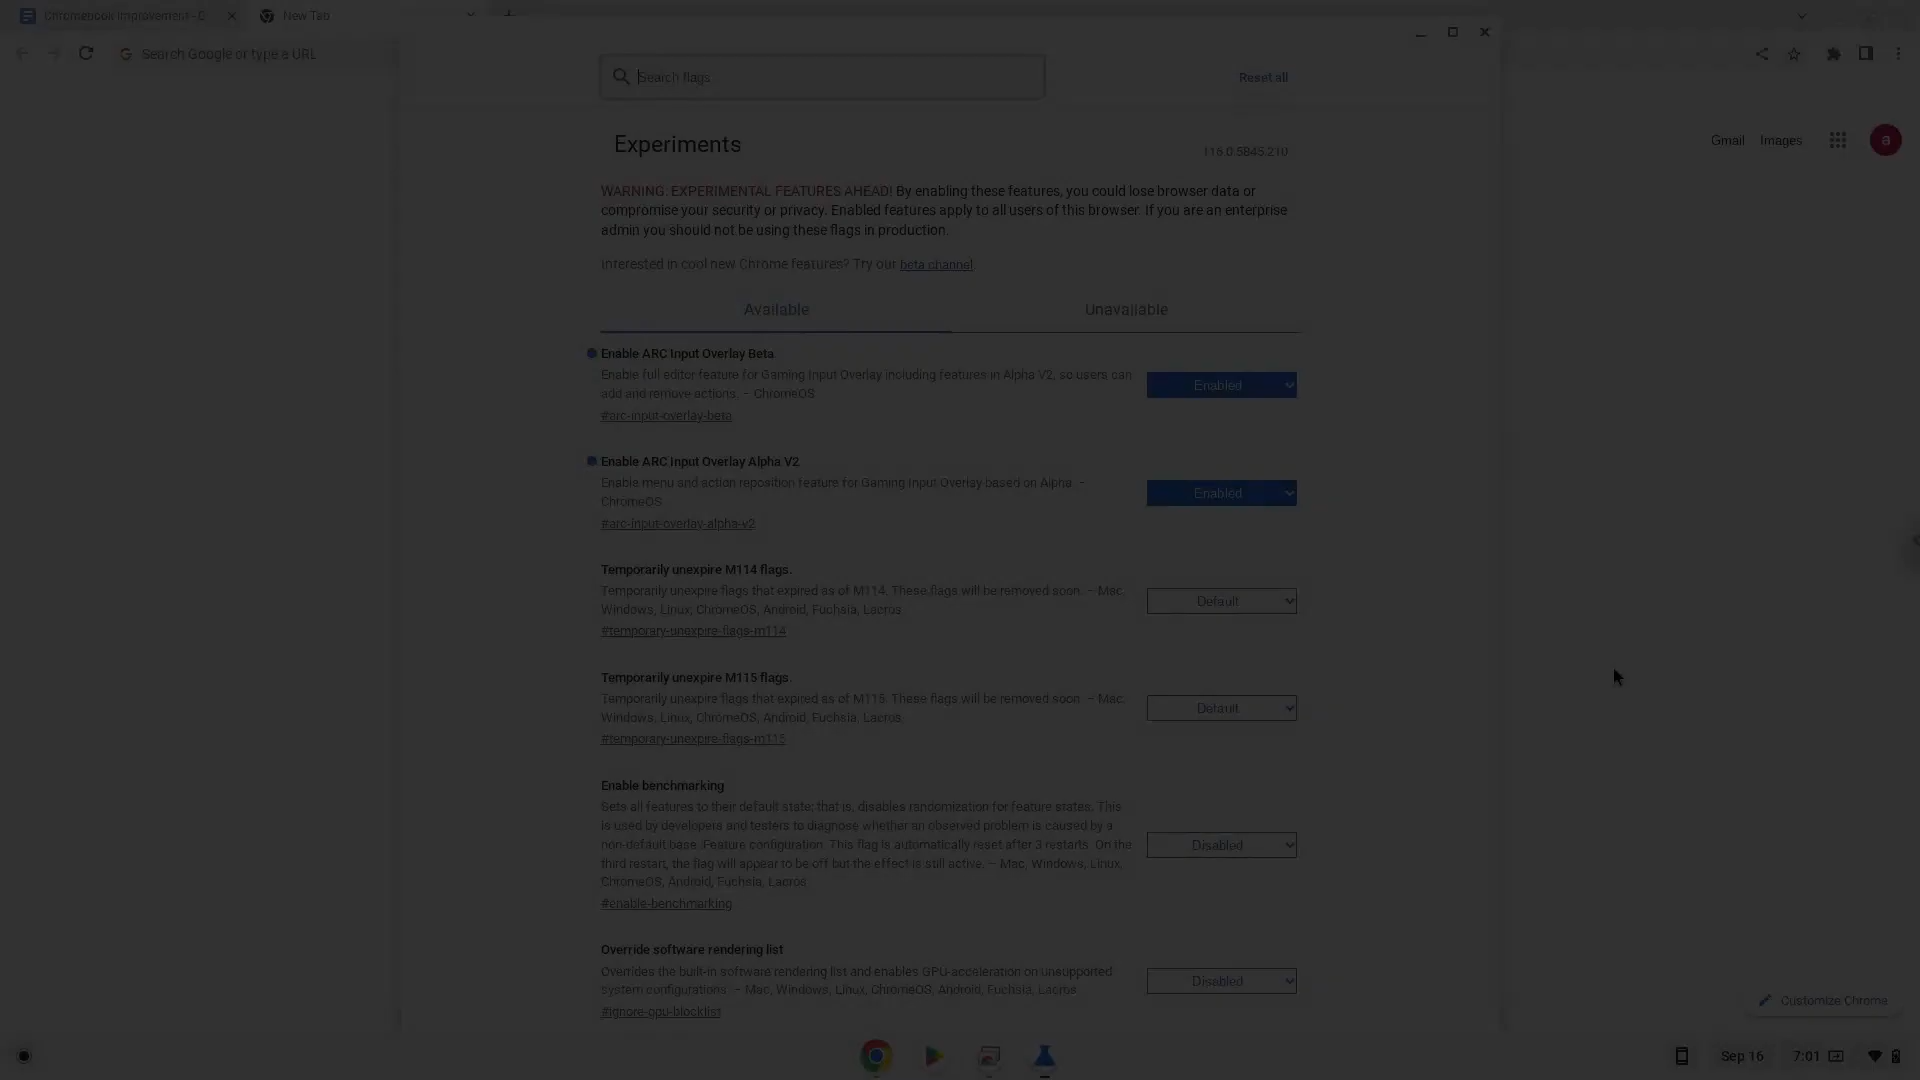 Chromebook Improvement - G
New Tab
Search Google or type a URL
Search flags
Reset all
Gmail
Images
a
Experiments
116.0.5845.210
WARNING: EXPERIMENTAL FEATURES AHEAD! By enabling these features, you could lose browser data or
compromise your security or privacy. Enabled features apply to all users of this browser. If you are an enterprise
admin you should not be using these flags in production.
Interested in cool new Chrome features? Try our beta channel.
Available
Unavailable
Enable ARC Input Overlay Beta
Enable full editor feature for Gaming Input Overlay including features in Alpha V2, so users can
add and remove actions. – ChromeOS
#arc-input-overlay-beta
Enabled
Enable ARC Input Overlay Alpha V2
Enable menu and action reposition feature for Gaming Input Overlay based on Alpha. –
ChromeOS
#arc-input-overlay-alpha-v2
Enabled
Temporarily unexpire M114 flags.
Temporarily unexpire flags that expired as of M114. These flags will be removed soon. – Mac,
Windows, Linux, ChromeOS, Android, Fuchsia, Lacros
#temporary-unexpire-flags-m114
Default
Temporarily unexpire M115 flags.
Temporarily unexpire flags that expired as of M115. These flags will be removed soon. – Mac,
Windows, Linux, ChromeOS, Android, Fuchsia, Lacros
#temporary-unexpire-flags-m115
Default
Enable benchmarking
Sets all features to their default state; that is, disables randomization for feature states. This
is used by developers and testers to diagnose whether an observed problem is caused by a
non-default base::Feature configuration. This flag is automatically reset after 3 restarts. On the
third restart, the flag will appear to be off but the effect is still active. – Mac, Windows, Linux,
ChromeOS, Android, Fuchsia, Lacros
#enable-benchmarking
Disabled
Override software rendering list
Overrides the built-in software rendering list and enables GPU-acceleration on unsupported
system configurations. – Mac, Windows, Linux, ChromeOS, Android, Fuchsia, Lacros
#ignore-gpu-blocklist
Disabled
Customize Chrome
Sep 16
7:01